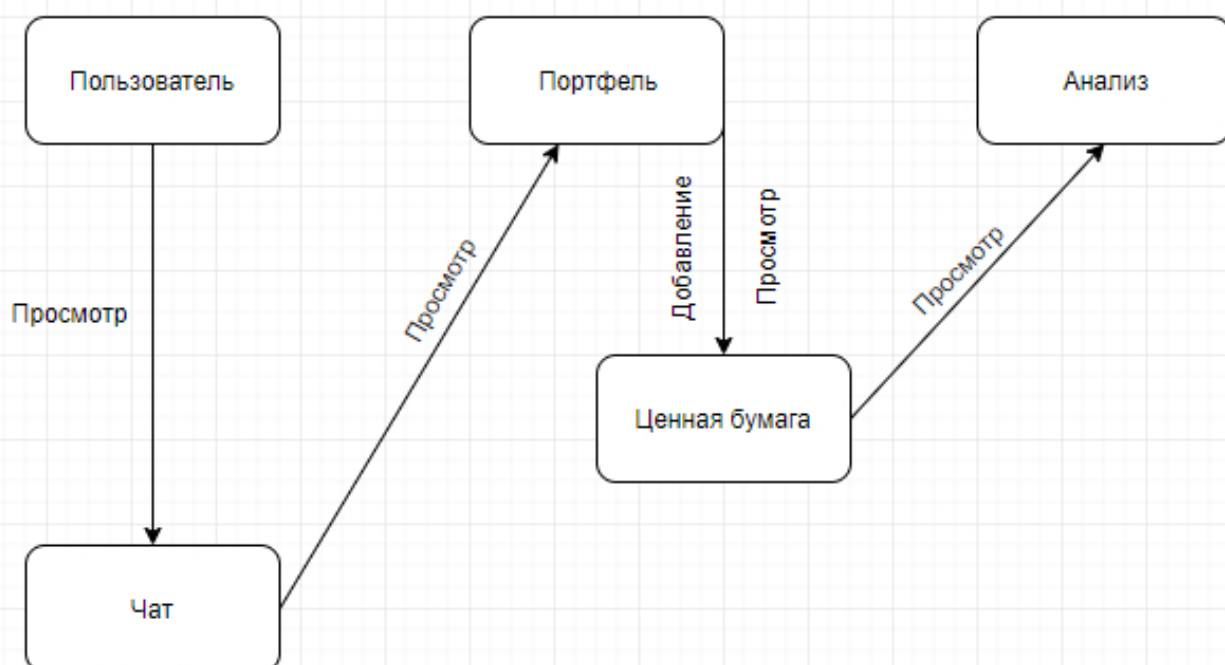 Пользователь
Портфель
Анализ
Просмотр
Просмотр
Добавление
Просмотр
Просмотр
Ценная бумага
Чат